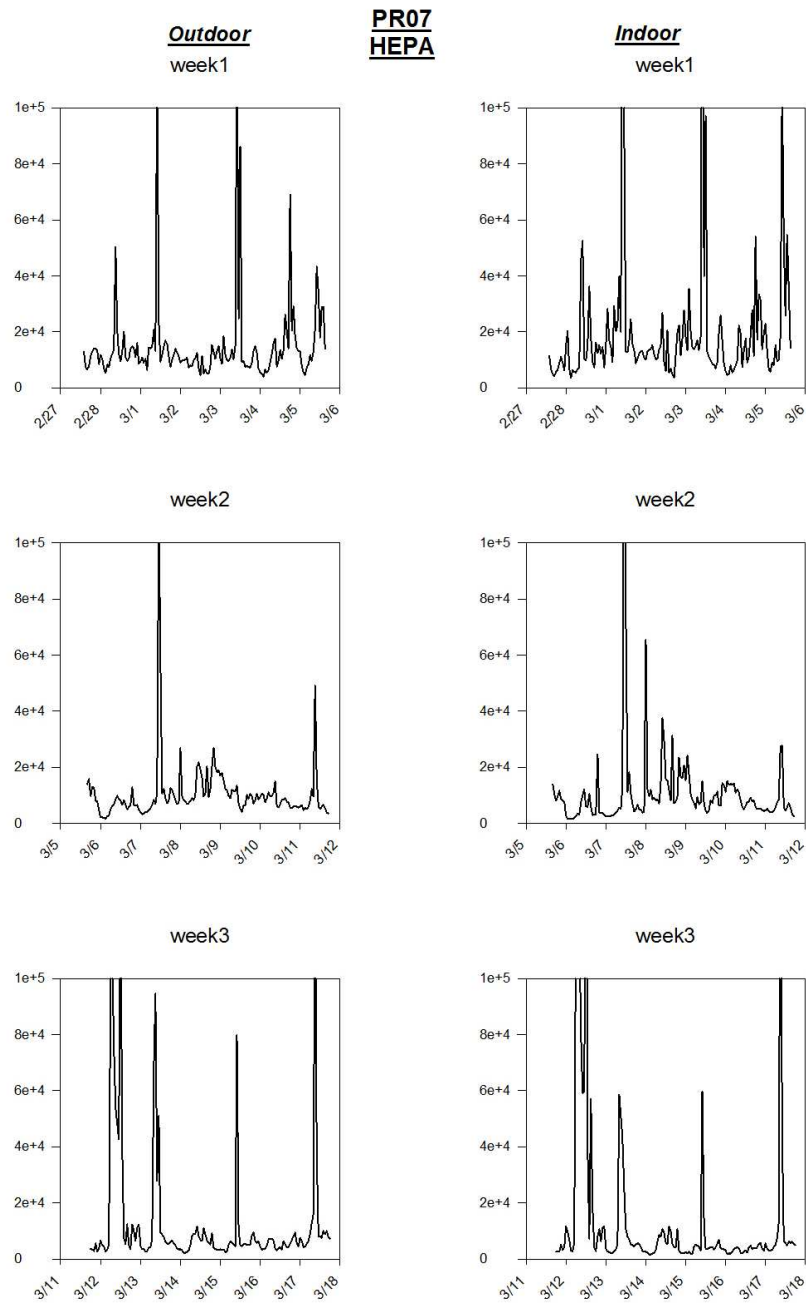 PR07
HEPA
Outdoor
week1
1e+5
8e+4
6e+4
4e+4
2e+4
0
2/27
2/28
3/1
3/2
3/3
3/4
3/5
3/6
Indoor
week1
1e+5
8e+4
6e+4
4e+4
2e+4
0
2/27
2/28
3/1
3/2
3/3
3/4
3/5
3/6
week2
1e+5
8e+4
6e+4
4e+4
2e+4
0
3/5
3/6
3/7
3/8
3/9
3/10
3/11
3/12
week2
1e+5
8e+4
6e+4
4e+4
2e+4
0
3/5
3/6
3/7
3/8
3/9
3/10
3/11
3/12
week3
1e+5
8e+4
6e+4
4e+4
2e+4
0
3/11
3/12
3/13
3/14
3/15
3/16
3/17
3/18
week3
1e+5
8e+4
6e+4
4e+4
2e+4
0
3/11
3/12
3/13
3/14
3/15
3/16
3/17
3/18